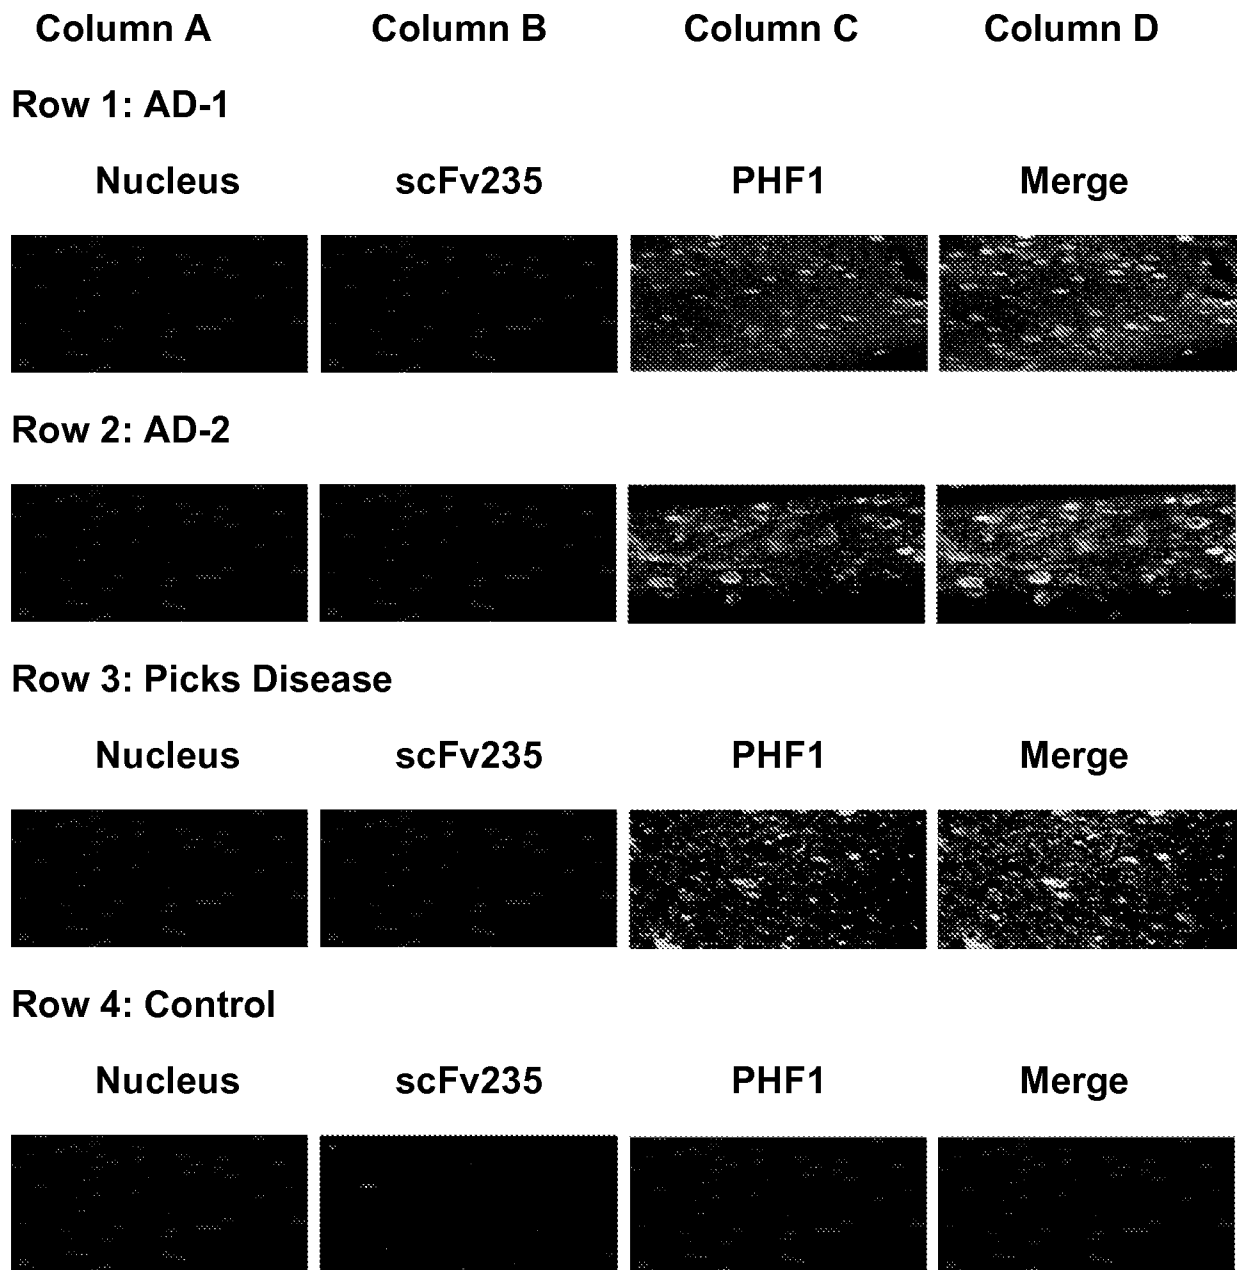 Column A Column B Column C Column D
Row 1: AD-1
Nucleus scFv235 PHF1 Merge
Row 2: AD-2
Row 3: Picks Disease
Nucleus scFv235 PHF1 Merge
Row 4: Control
Nucleus scFv235 PHF1 Merge